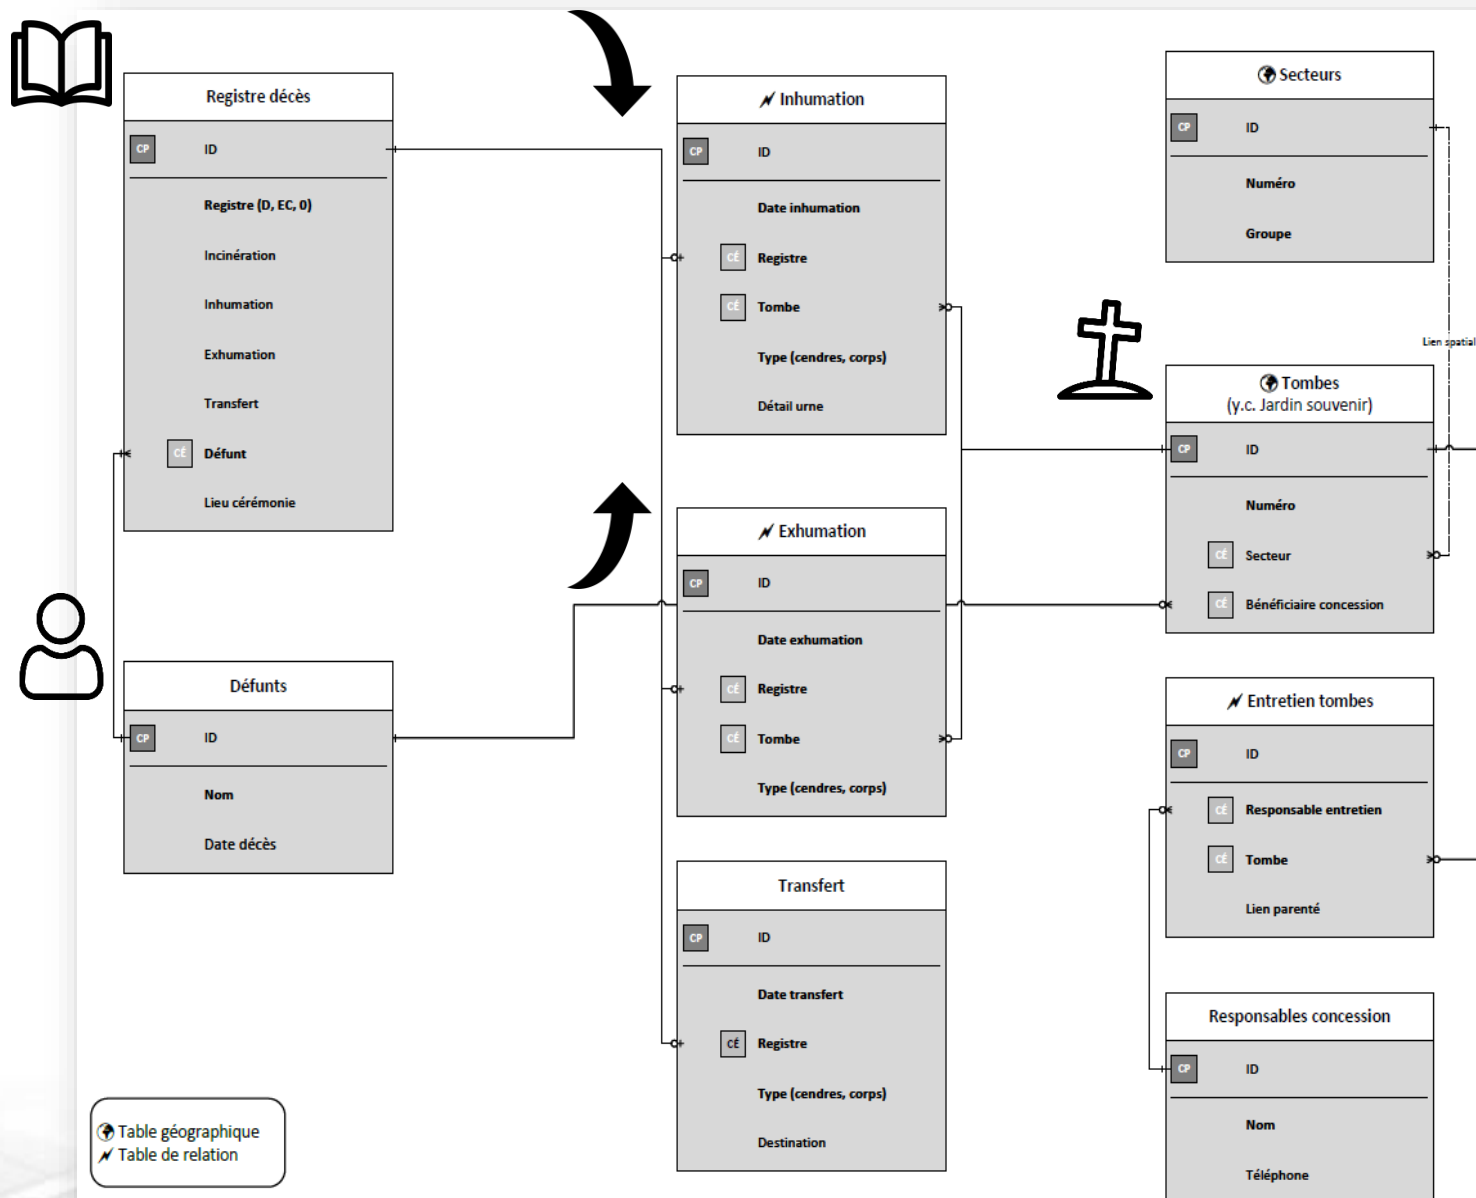 Registre décès
CP ID
Registre (D, EC, 0)
Incinération
Inhumation
Exhumation
Transfert
CÉ Défunt
Lieu cérémonie
Défunts
CP ID
Nom
Date décès
Inhumation
CP ID
Date inhumation
CÉ Registre
CÉ Tombe
Type (cendres, corps)
Détail urne
Exhumation
CP ID
Date exhumation
CÉ Registre
CÉ Tombe
Type (cendres, corps)
Transfert
CP ID
Date transfert
CÉ Registre
Type (cendres, corps)
Destination
Secteurs
CP ID
Numéro
Groupe
Lien spatial
Tombes
(y.c. Jardin souvenir)
CP ID
Numéro
CÉ Secteur
CÉ Bénéficiaire concession
Entretien tombes
CP ID
CÉ Responsable entretien
CÉ Tombe
Lien parenté
Responsables concession
CP ID
Nom
Téléphone
Table géographique
Table de relation